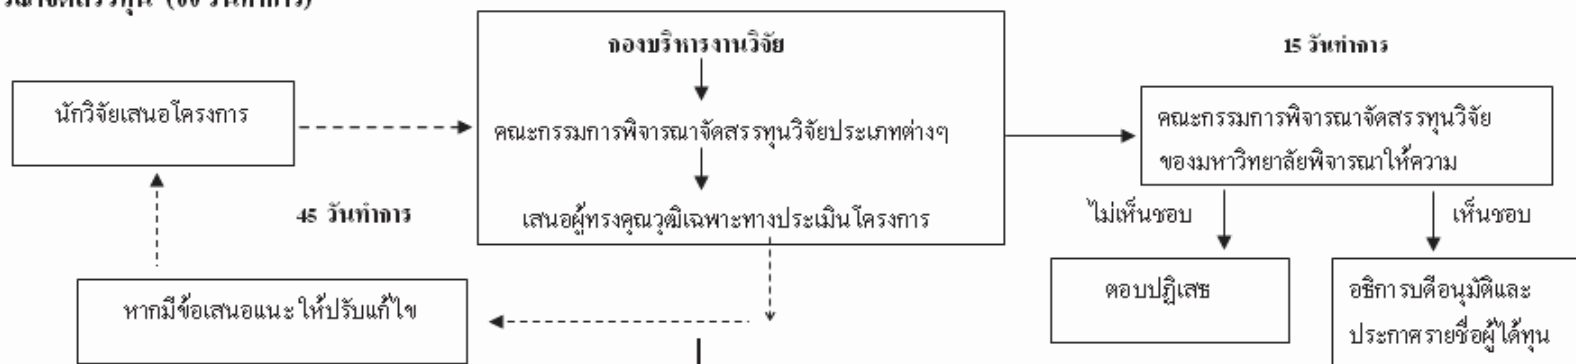 กองบริหารงานวิจัย
15 วันทำการ
นักวิจัยเสนอโครงการ
คณะกรรมการพิจารณาจัดสรรทุนวิจัยประเภทต่างๆ
คณะกรรมการพิจารณาจัดสรรทุนวิจัย
ของมหาวิทยาลัยพิจารณาให้ความ
45 วันทำการ
เสนอผู้ทรงคุณวุฒิเฉพาะทางประเมินโครงการ
ไม่เห็นชอบ
เห็นชอบ
หากมีข้อเสนอแนะ ให้ปรับแก้ไข
ตอบปฏิเสธ
อธิการบดีอนุมัติและ
ประกาศรายชื่อผู้ได้ทุน